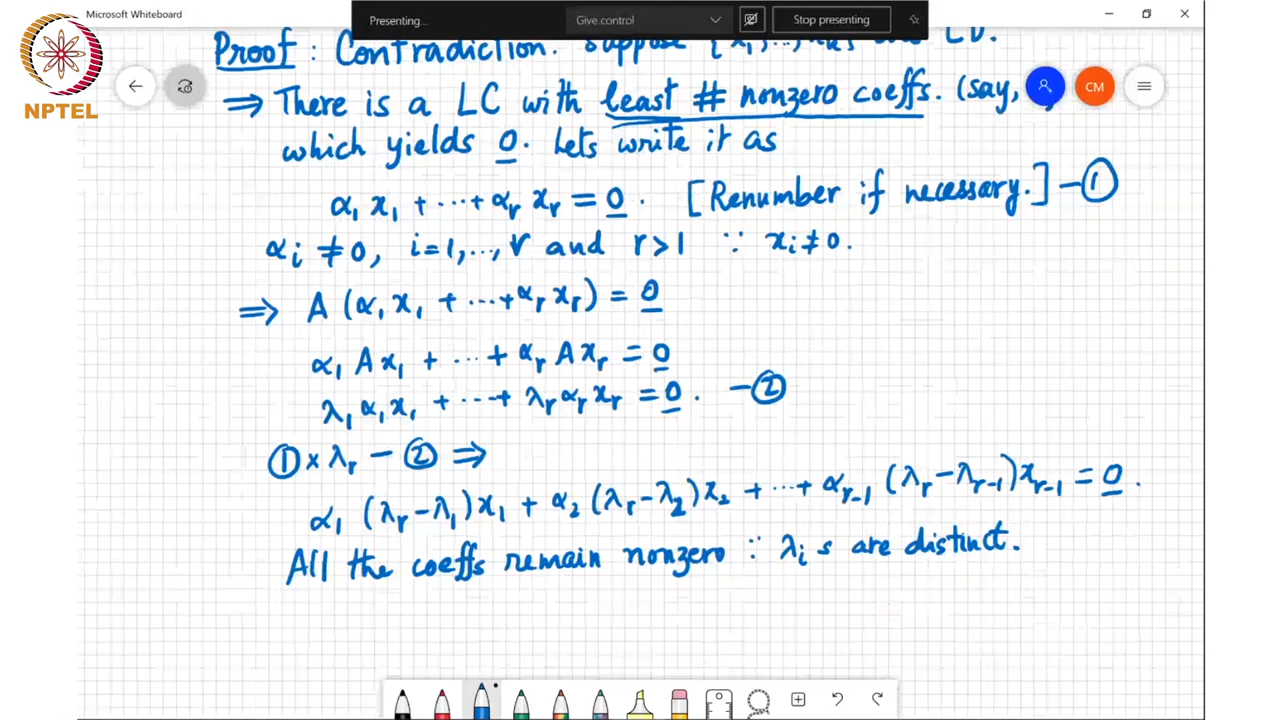 Microsoft Whiteboard
Presenting...
Give control
Stop presenting
NPTEL
CM
Proof : Contradiction. Suppose LD.
⇒ There is a LC with least # nonzero coeffs. (say,
which yields 0. Lets write it as
α₁ x₁ + ··· + αᵣ xᵣ = 0. [Renumber if necessary.] – ①
αᵢ ≠ 0, i = 1, ..., r and r > 1 ∵ xᵢ ≠ 0.
⇒ A (α₁ x₁ + ··· + αᵣ xᵣ) = 0
α₁ A x₁ + ··· + αᵣ A xᵣ = 0
λ₁ α₁ x₁ + ··· + λᵣ αᵣ xᵣ = 0. – ②
① × λᵣ – ② ⇒
α₁ (λᵣ – λ₁) x₁ + α₂ (λᵣ – λ₂) x₂ + ··· + αᵣ₋₁ (λᵣ – λᵣ₋₁) xᵣ₋₁ = 0.
All the coeffs remain nonzero ∵ λᵢ s are distinct.